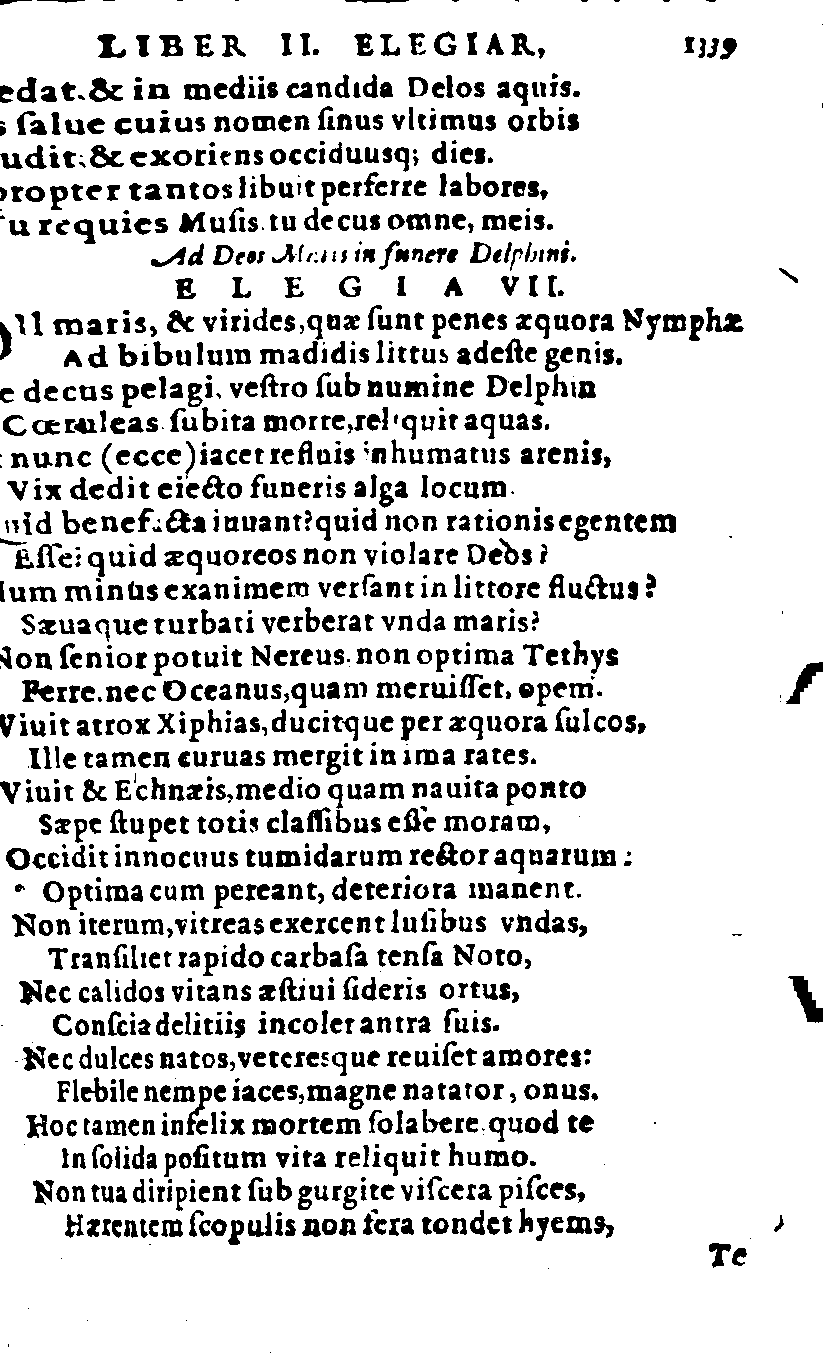 LIBER II. ELEGIAR, 1339
edat.& in mediis candida Delos aquis.
s ſalue cuius nomen ſinus vltimus orbis
udit:& exoriens occiduusq; dies.
propter tantos libuit perferre labores,
Tu requies Muſis.tu decus omne, meis.
Ad Deos Maris in funere Delphini.
ELEGIA VII.
II maris, & virides,quæ ſunt penes æquora Nymphæ
Ad bibulum madidis littus adeſte genis.
e decus pelagi. veſtro ſub numine Delphin
Cœruleas ſubita morte,reliquit aquas.
t nunc (ecce) iacet refluis inhumatus arenis,
Vix dedit eiecto funeris alga locum.
uid benefacta iuuant?quid non rationis egentem
Eſſe: quid æquoreos non violare Deos?
Num minus exanimem verſant in littore fluctus?
Sæuaque turbati verberat vnda maris?
Non ſenior potuit Nereus.non optima Tethys
Ferre.nec Oceanus,quam meruiſſet, opem.
Viuit atrox Xiphias,ducitque per æquora ſulcos,
Ille tamen curuas mergit in ima rates.
Viuit & Echnæis,medio quam nauita ponto
Sæpe ſtupet totis claſſibus eſſe moram,
Occidit innocuus tumidarum rector aquarum:
Optima cum pereant, deteriora manent.
Non iterum,vitreas exercent luſibus vndas,
Tranſiliet rapido carbaſa tenſa Noto,
Nec calidos vitans æſtiui ſideris ortus,
Conſcia delitiis incolet antra ſuis.
Nec dulces natos,veteresque reuiſet amores:
Flebile nempe iaces,magne natator, onus.
Hoc tamen infelix mortem ſolabere.quod te
In ſolida poſitum vita reliquit humo.
Non tua diripient ſub gurgite viſcera piſces,
Hærentem ſcopulis non fera tondet hyems,
Te